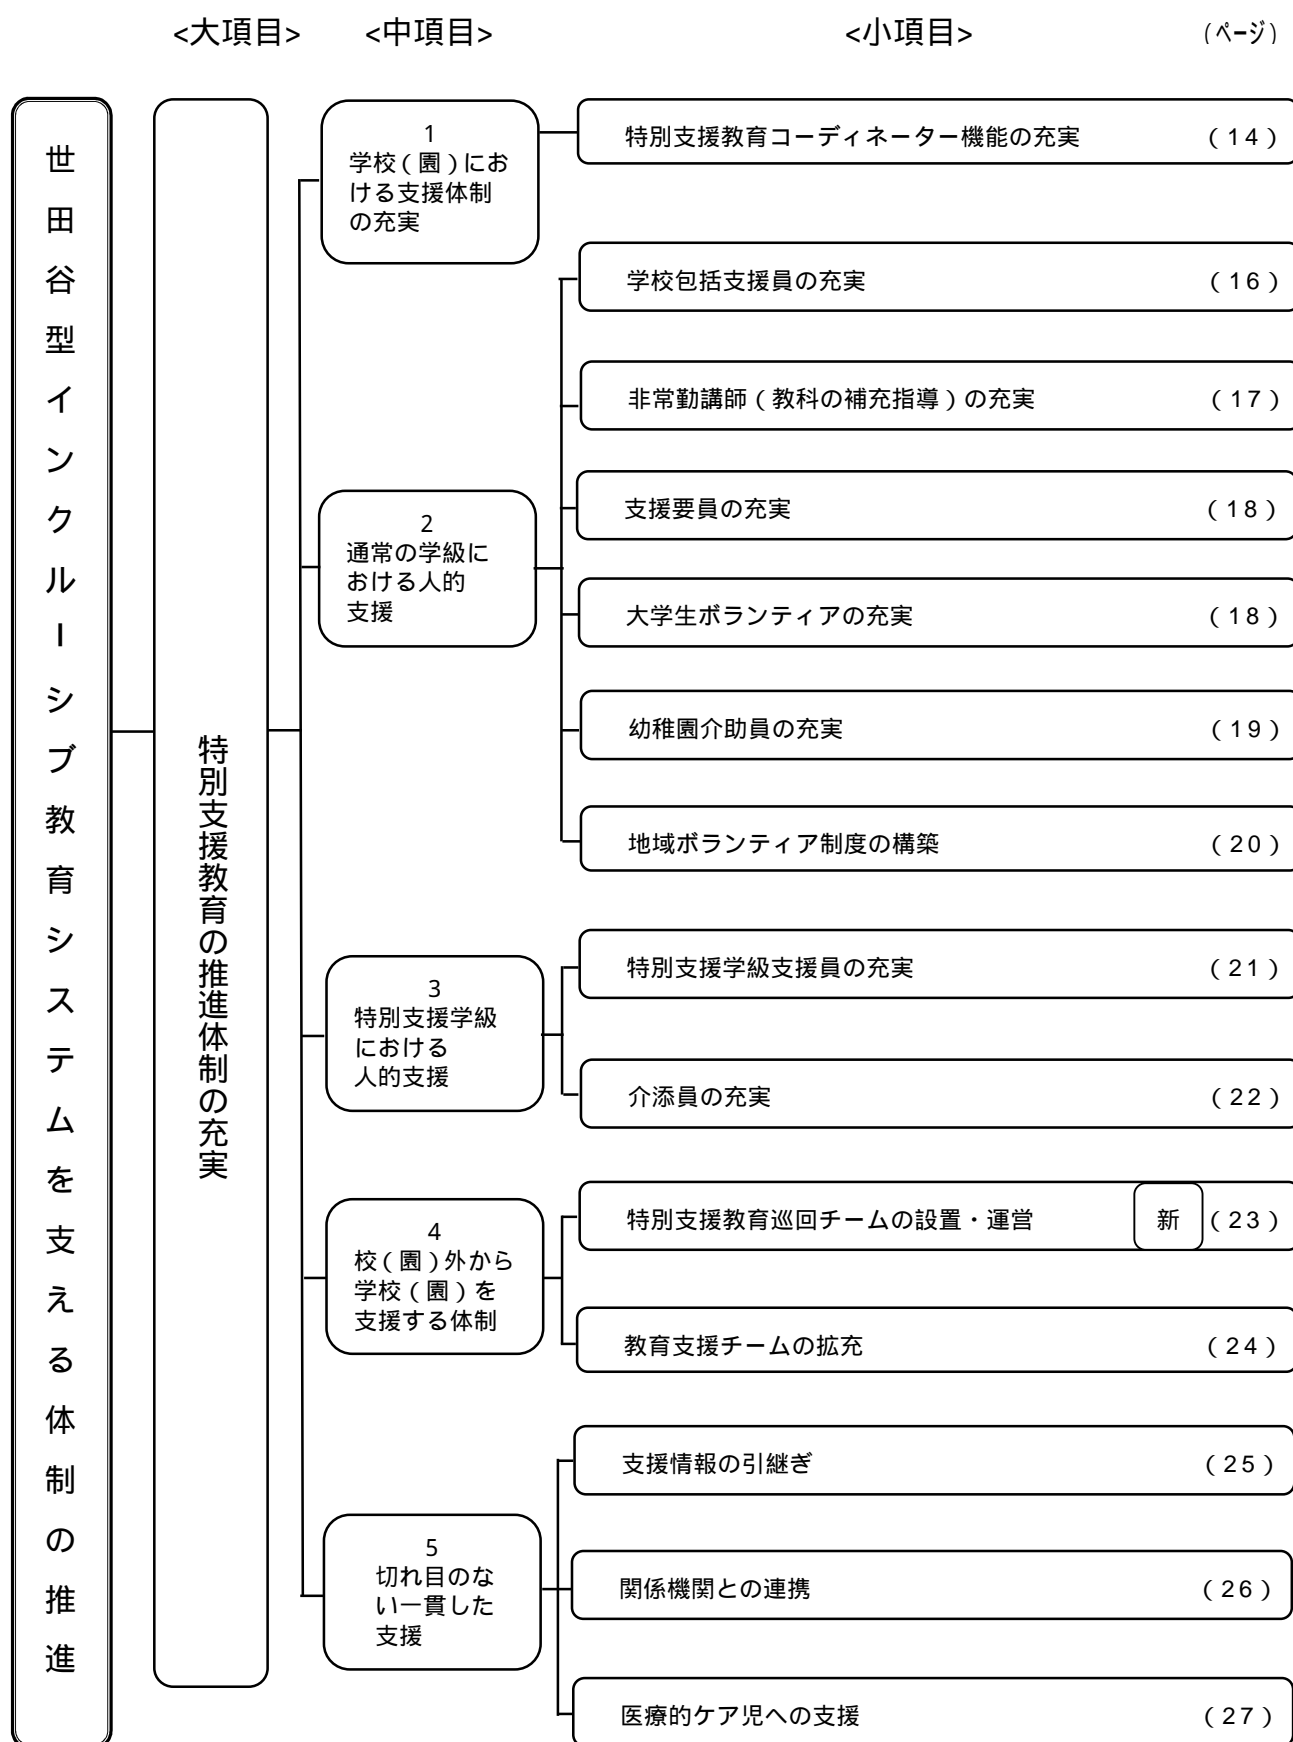 <大項目> <中項目> <小項目> (ページ)
世田谷型インクルーシブ教育システムを支える体制の推進
特別支援教育の推進体制の充実
1
学校(園)にお
ける支援体制
の充実
特別支援教育コーディネーター機能の充実 (14)
2
通常の学級に
おける人的
支援
学校包括支援員の充実 (16)
非常勤講師(教科の補充指導)の充実 (17)
支援要員の充実 (18)
大学生ボランティアの充実 (18)
幼稚園介助員の充実 (19)
地域ボランティア制度の構築 (20)
3
特別支援学級
における
人的支援
特別支援学級支援員の充実 (21)
介添員の充実 (22)
4
校(園)外から
学校(園)を
支援する体制
特別支援教育巡回チームの設置・運営 新 (23)
教育支援チームの拡充 (24)
5
切れ目のな
い一貫した
支援
支援情報の引継ぎ (25)
関係機関との連携 (26)
医療的ケア児への支援 (27)